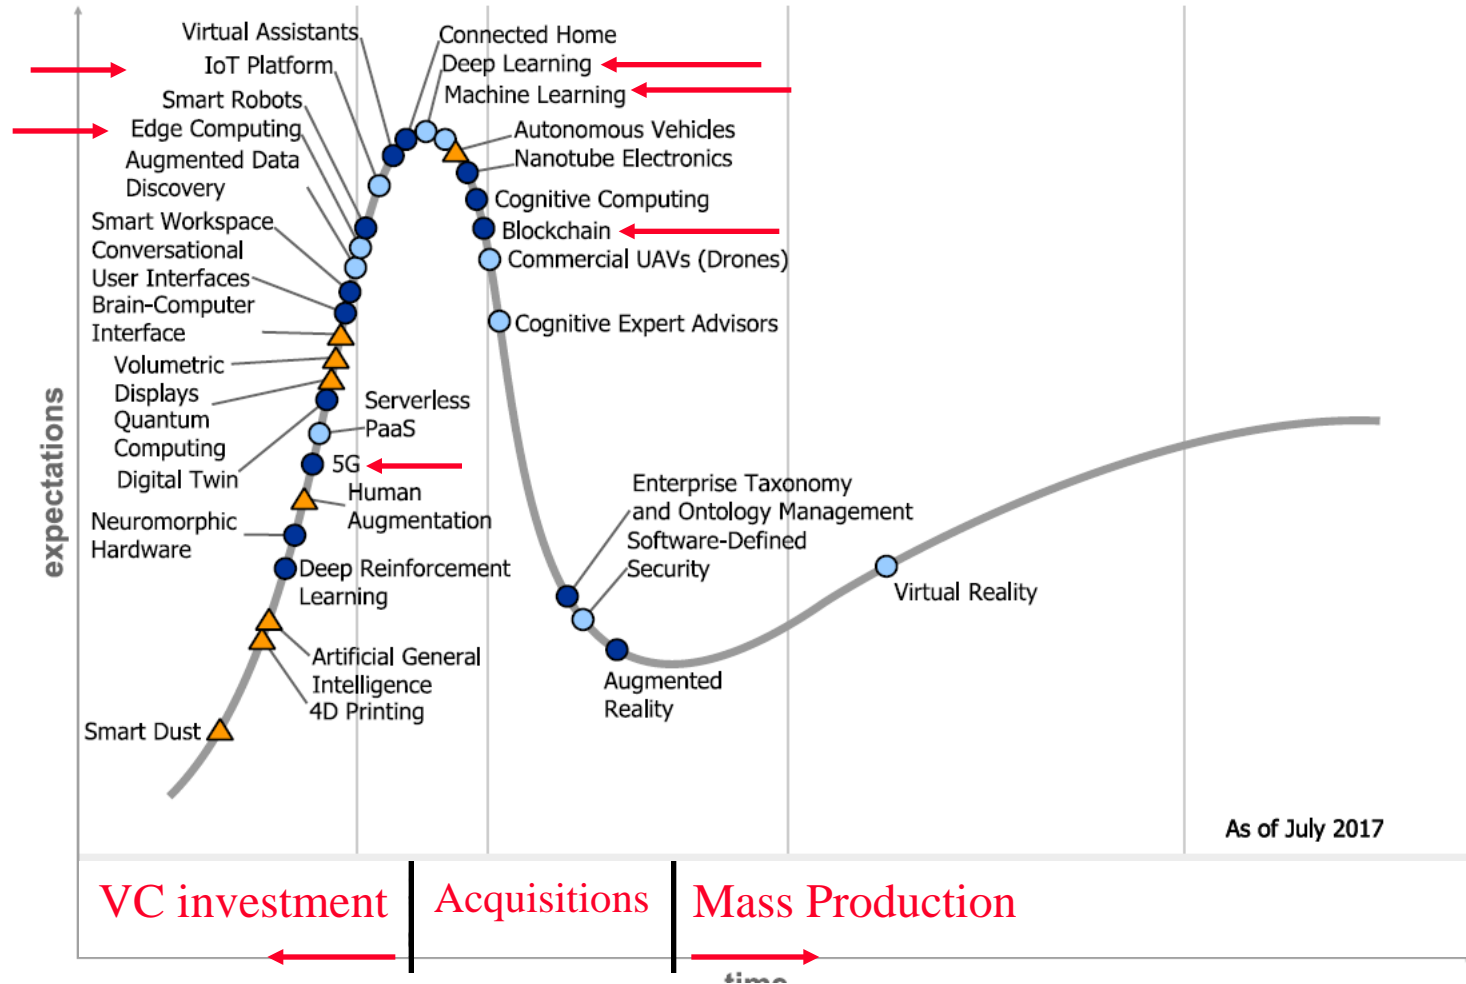 Virtual Assistants
IoT Platform
Smart Robots
Edge Computing
Augmented Data
Discovery
Smart Workspace
Conversational
User Interfaces
Brain-Computer
Interface
Volumetric
Displays
Quantum
Computing
Digital Twin
Neuromorphic
Hardware
Smart Dust
Connected Home
Deep Learning
Machine Learning
Autonomous Vehicles
Nanotube Electronics
Cognitive Computing
Blockchain
Commercial UAVs (Drones)
Cognitive Expert Advisors
Serverless
PaaS
5G
Human
Augmentation
Deep Reinforcement
Learning
Artificial General
Intelligence
4D Printing
Enterprise Taxonomy
and Ontology Management
Software-Defined
Security
Augmented
Reality
Virtual Reality
As of July 2017
expectations
VC investment
Acquisitions
Mass Production
time